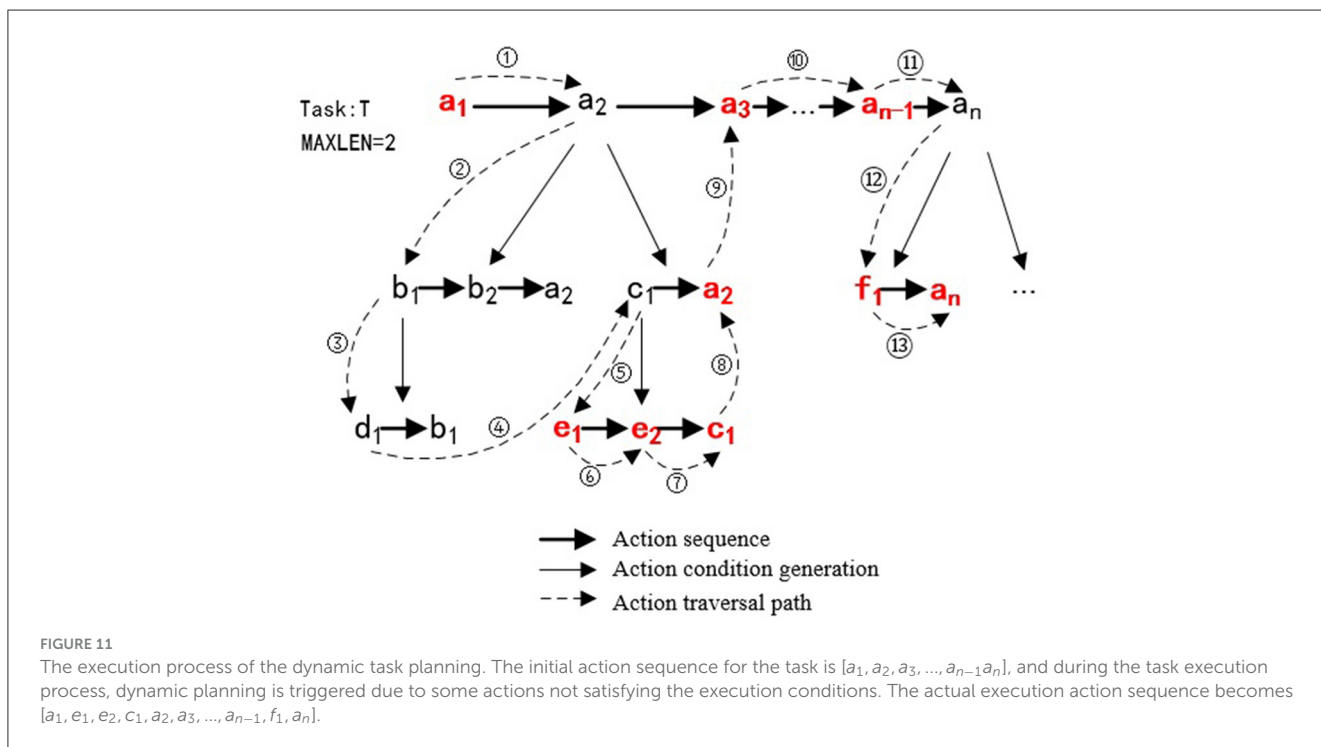 ① ⑩ ⑪
Task:T a₁ a₂ a₃ ... aₙ₋₁ aₙ
MAXLEN=2
② ⑨ ⑫
b₁ b₂ a₂ c₁ a₂ f₁ aₙ ...
③ ⑤ ⑧ ⑬
d₁ b₁ ④ e₁ e₂ c₁
⑥ ⑦
Action sequence
Action condition generation
Action traversal path
FIGURE 11
The execution process of the dynamic task planning. The initial action sequence for the task is [a₁, a₂, a₃, ..., aₙ₋₁aₙ], and during the task execution
process, dynamic planning is triggered due to some actions not satisfying the execution conditions. The actual execution action sequence becomes
[a₁, e₁, e₂, c₁, a₂, a₃, ..., aₙ₋₁, f₁, aₙ].